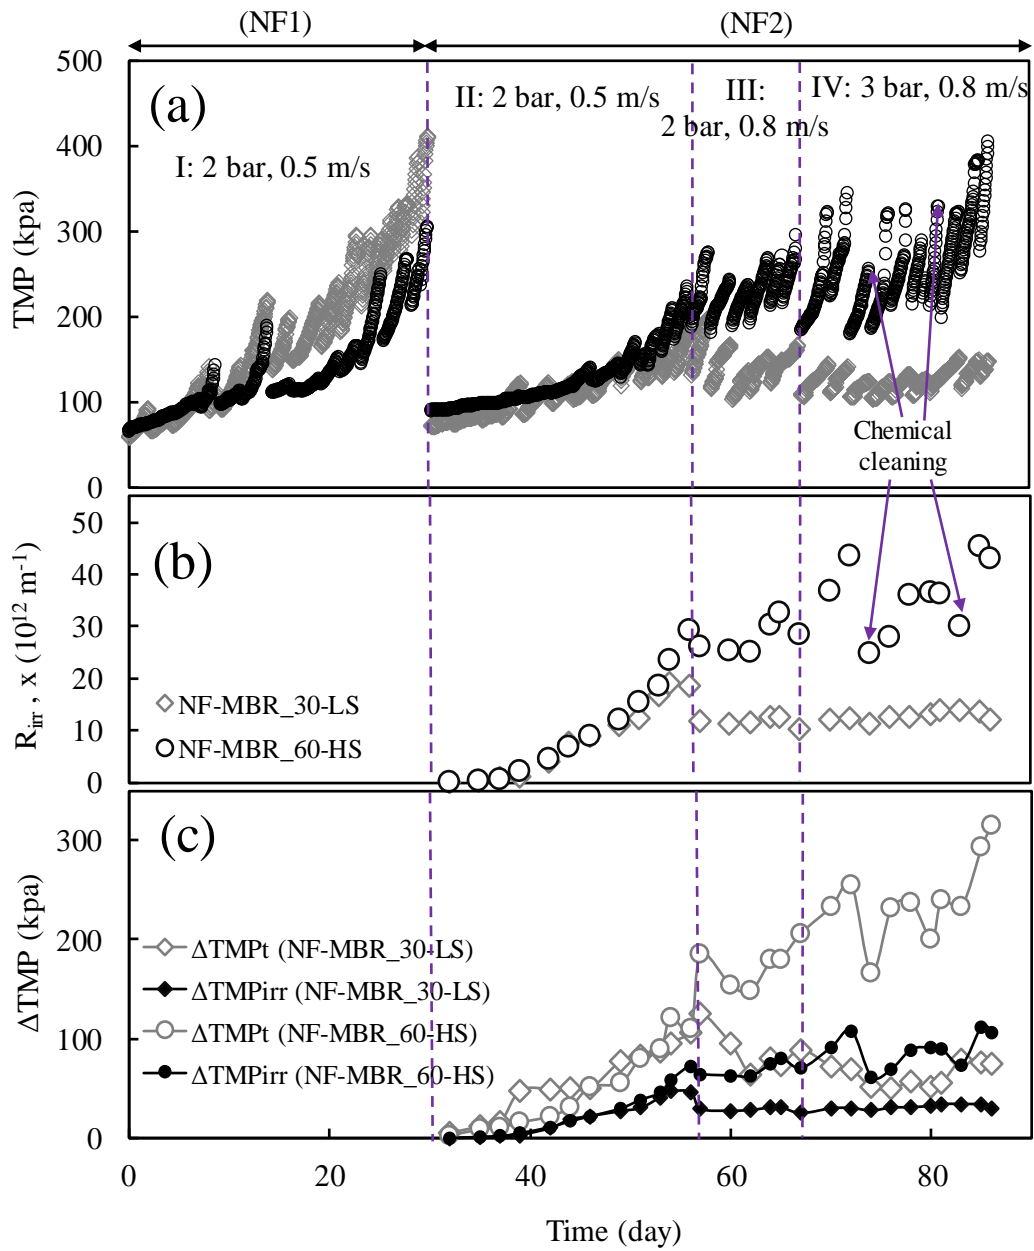 (NF1) (NF2)
500
400
300
200
100
0
TMP (kpa)
(a)
I: 2 bar, 0.5 m/s
II: 2 bar, 0.5 m/s
III:
2 bar, 0.8 m/s
IV: 3 bar, 0.8 m/s
Chemical
cleaning
50
40
30
20
10
0
R_irr , x (10^12 m^-1)
(b)
NF-MBR_30-LS
NF-MBR_60-HS
300
200
100
0
ΔTMP (kpa)
(c)
ΔTMPt (NF-MBR_30-LS)
ΔTMPirr (NF-MBR_30-LS)
ΔTMPt (NF-MBR_60-HS)
ΔTMPirr (NF-MBR_60-HS)
0 20 40 60 80
Time (day)